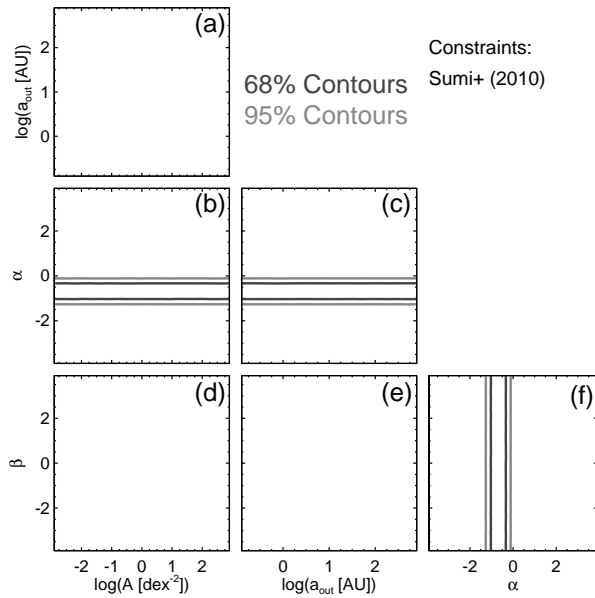 (a)
log(a_out [AU])
2
1
0
68% Contours
95% Contours
Constraints:
Sumi+ (2010)
(b)
(c)
α
2
0
-2
(d)
(e)
(f)
β
2
0
-2
-2 -1 0 1 2
log(A [dex^-2])
0 1 2
log(a_out [AU])
-2 0 2
α